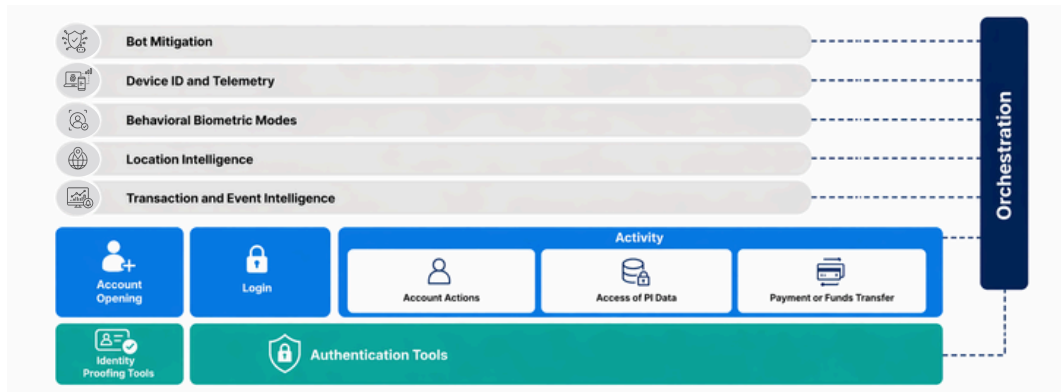 Bot Mitigation
Device ID and Telemetry
Behavioral Biometric Modes
Location Intelligence
Transaction and Event Intelligence
Orchestration
Account
Opening
Login
Activity
Account Actions
Access of PI Data
Payment or Funds Transfer
Identity
Proofing Tools
Authentication Tools